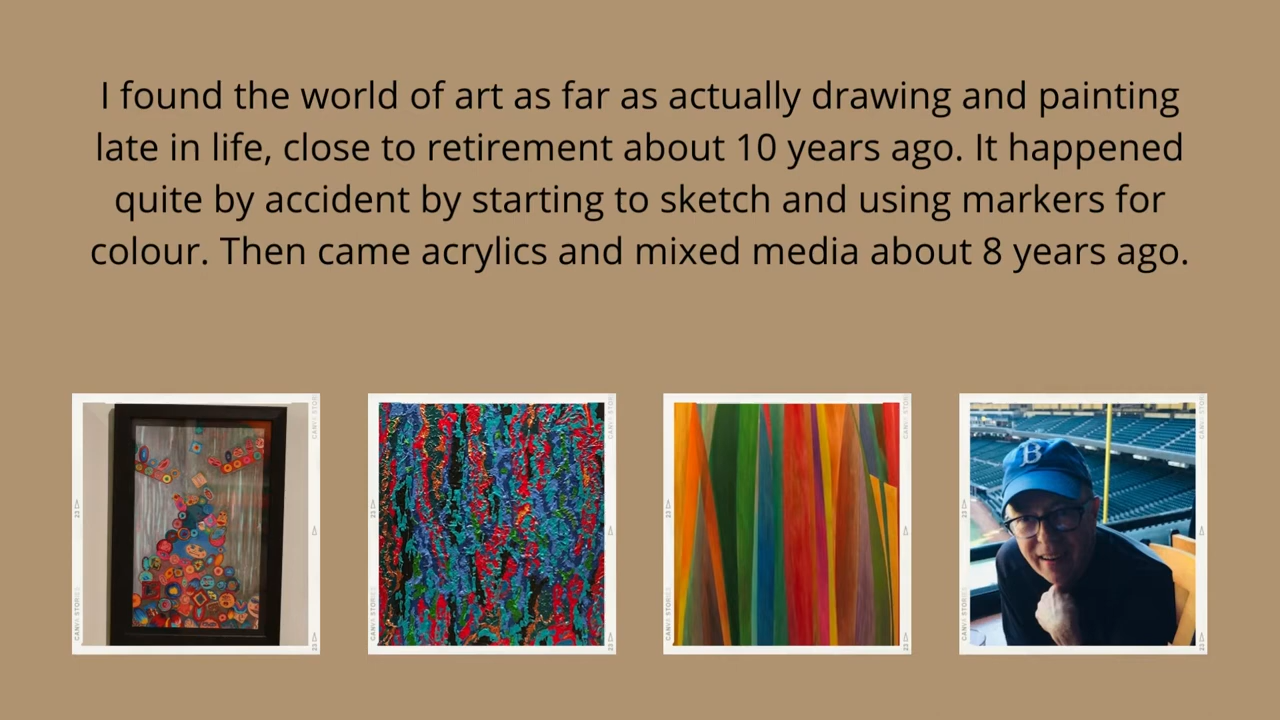 I found the world of art as far as actually drawing and painting
late in life, close to retirement about 10 years ago. It happened
quite by accident by starting to sketch and using markers for
colour. Then came acrylics and mixed media about 8 years ago.
B